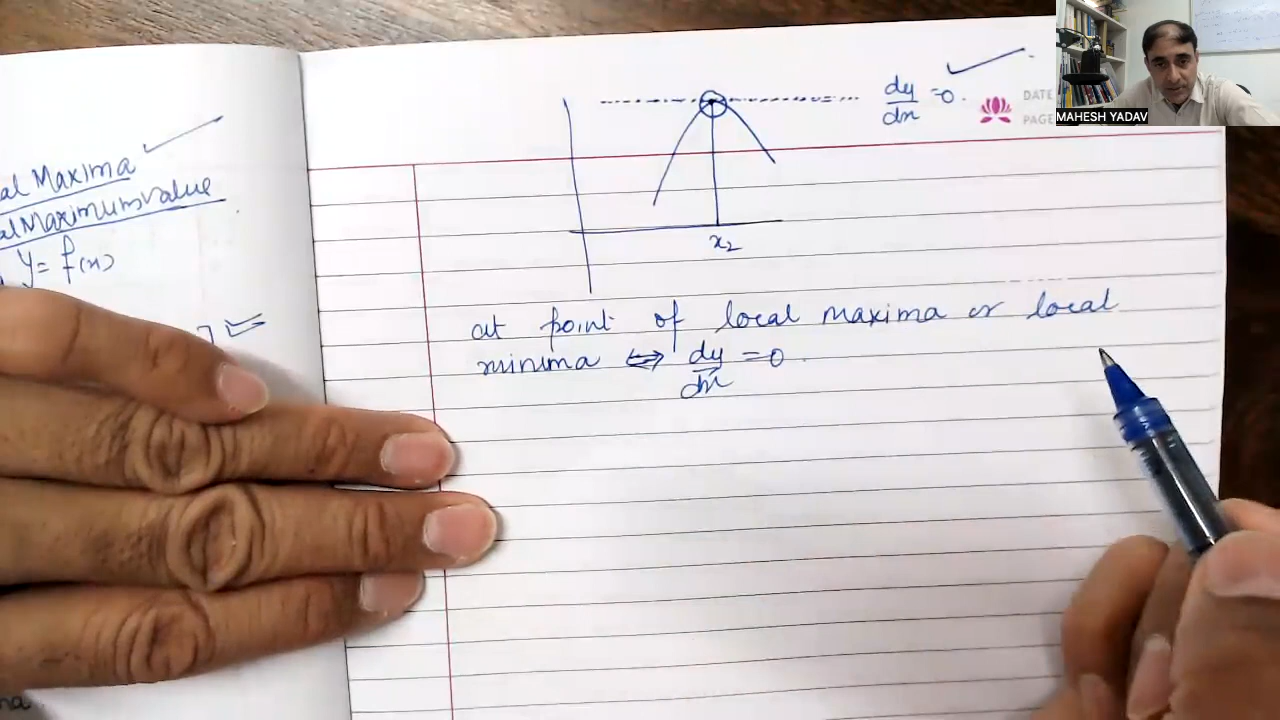 al Maxima
al Maximum value
y = f(x)
dy/dx = 0.
x₂
DATE
PAGE
MAHESH YADAV
at point of local maxima or local
minima ⇔ dy/dx = 0.
na